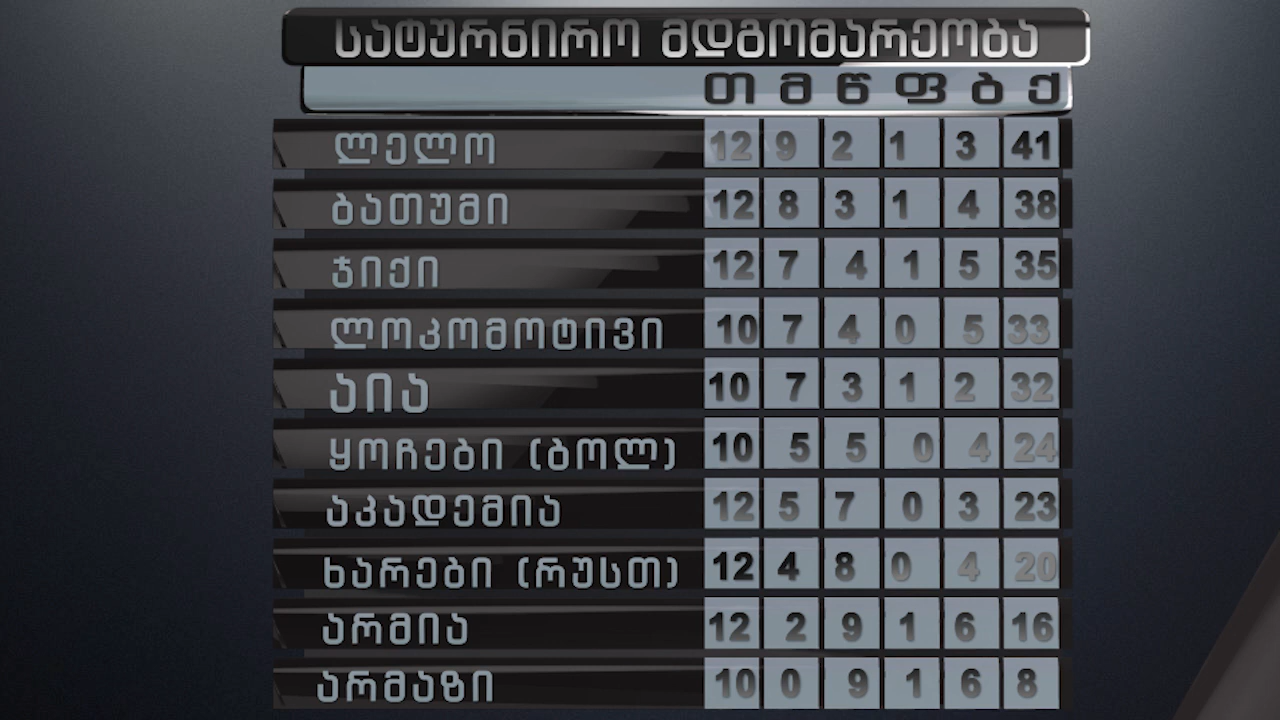 სატურნირო მდგომარეობა
თ მ წ ფ ბ ქ
ლელო 12 9 2 1 3 41
ბათუმი 12 8 3 1 4 38
ჯიქი 12 7 4 1 5 35
ლოკომოტივი 10 7 4 0 5 33
აია 10 7 3 1 2 32
ყოჩები (ბოლ) 10 5 5 0 4 24
აკადემია 12 5 7 0 3 23
ხარები (რუსთ) 12 4 8 0 4 20
არმია 12 2 9 1 6 16
არმაზი 10 0 9 1 6 8